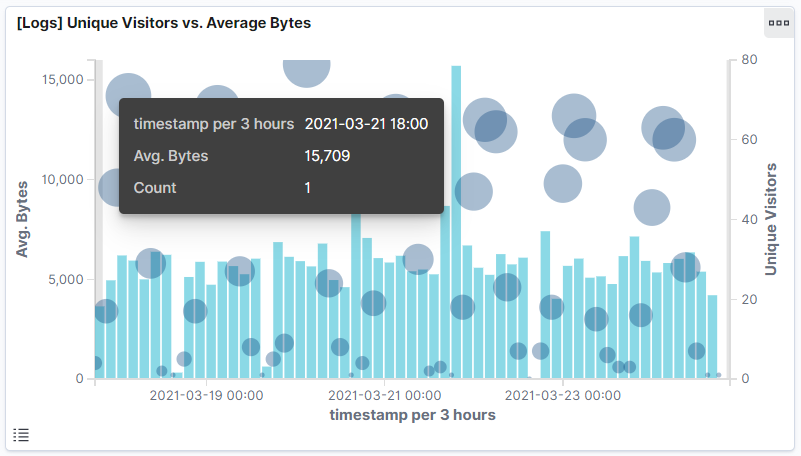 [Logs] Unique Visitors vs. Average Bytes
15,000
10,000
5,000
0
Avg. Bytes
80
60
40
20
0
Unique Visitors
timestamp per 3 hours 2021-03-21 18:00
Avg. Bytes 15,709
Count 1
2021-03-19 00:00 2021-03-21 00:00 2021-03-23 00:00
timestamp per 3 hours